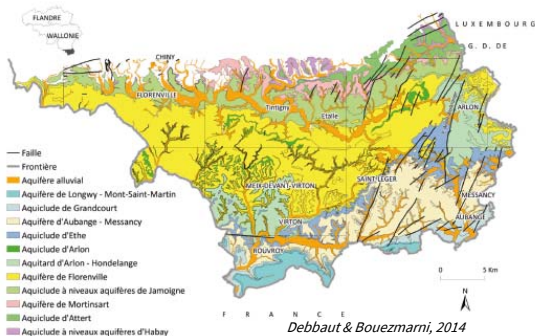 FLANDRE
WALLONIE
LUXEMBOURG
G. D. DE
CHINY
FLORENVILLE
Tintigny
Etalle
ARLON
SAINT-LEGER
MEIX-DEVANT-VIRTON
MESSANCY
VIRTON
AUBANGE
ROUVROY
Faille
Frontière
Aquifère alluvial
Aquifère de Longwy - Mont-Saint-Martin
Aquiclude de Grandcourt
Aquifère d'Aubange - Messancy
Aquiclude d'Ethe
Aquiclude d'Arlon
Aquitard d'Arlon - Hondelange
Aquifère de Florenville
Aquiclude à niveaux aquifères de Jamoigne
Aquifère de Mortinsart
Aquiclude d'Attert
Aquiclude à niveaux aquifères d'Habay
0 5 Km
N
FRANCE
Debbaut & Bouezmarni, 2014